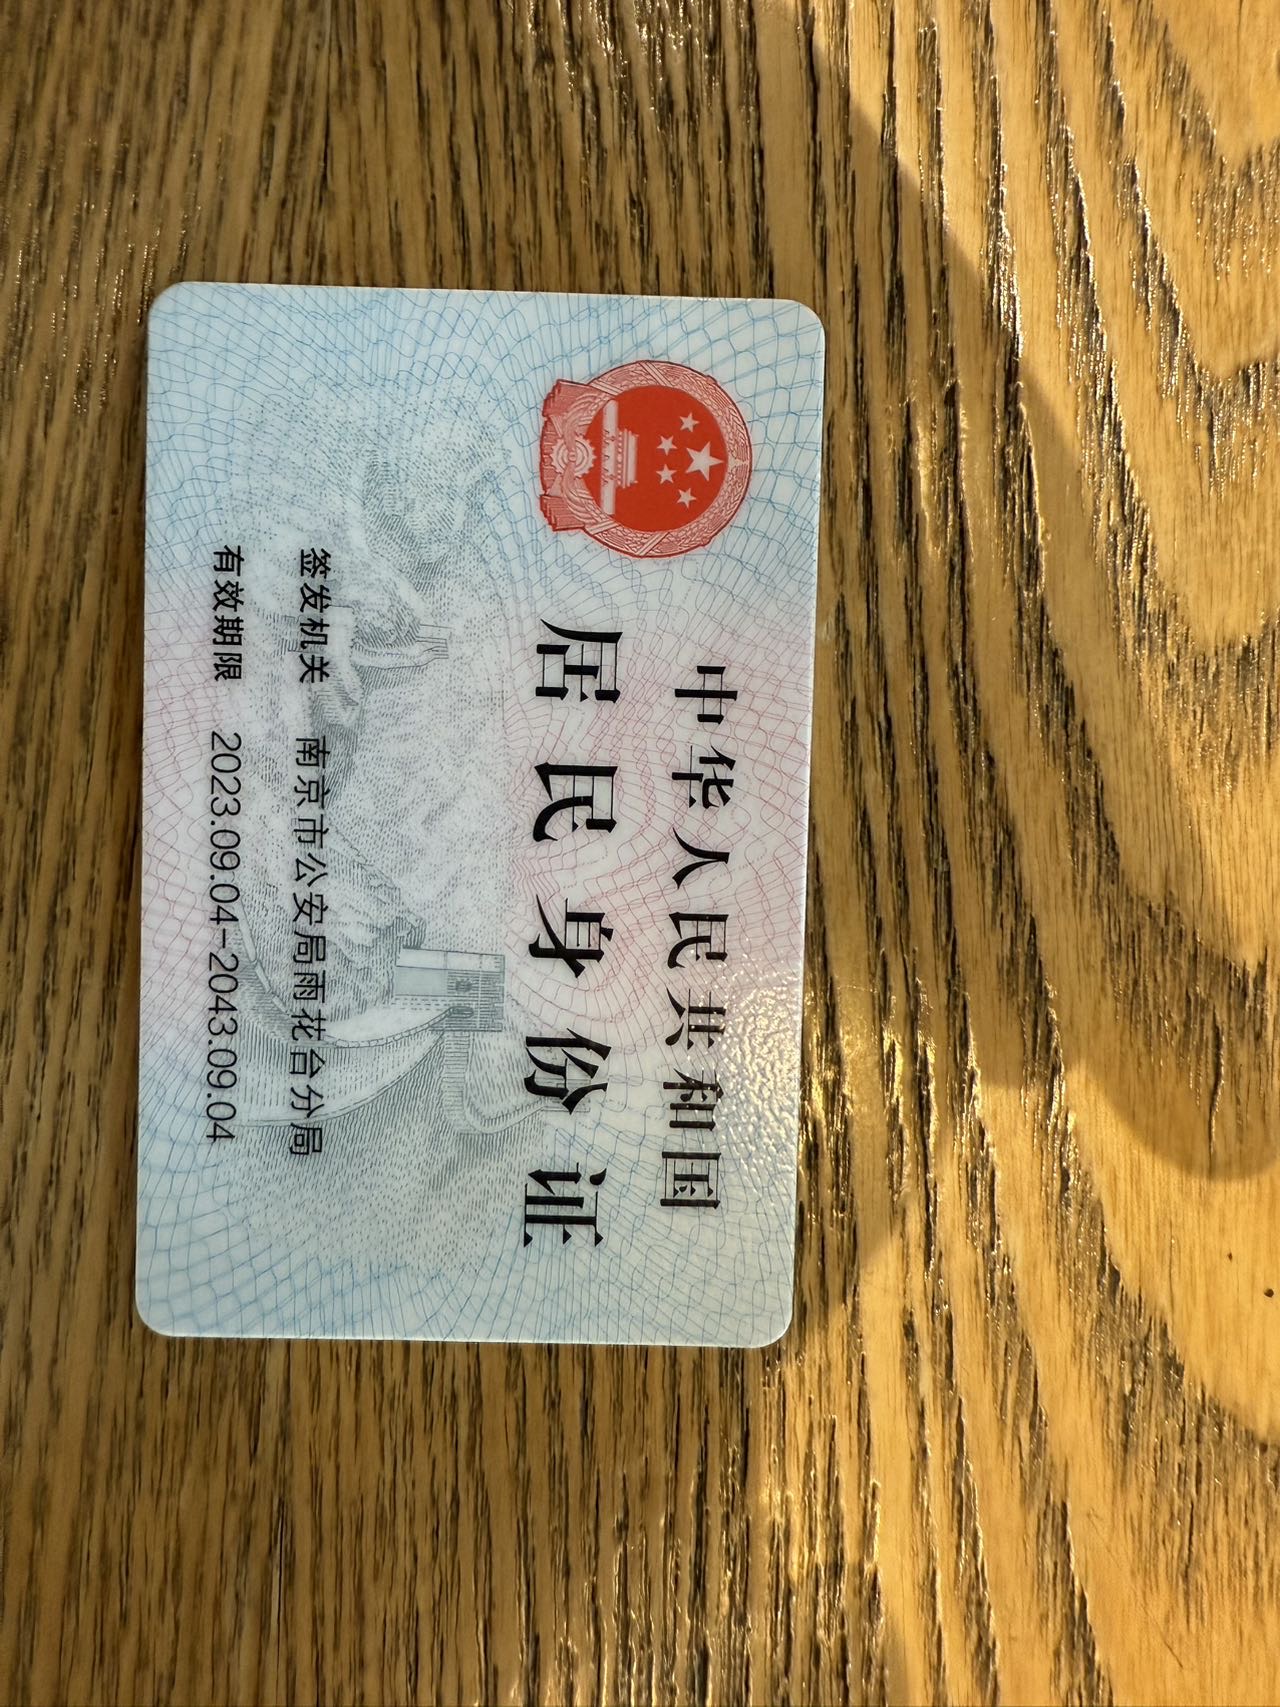 中华人民共和国
居民身份证
签发机关 南京市公安局雨花台分局
有效期限 2023.09.04-2043.09.04